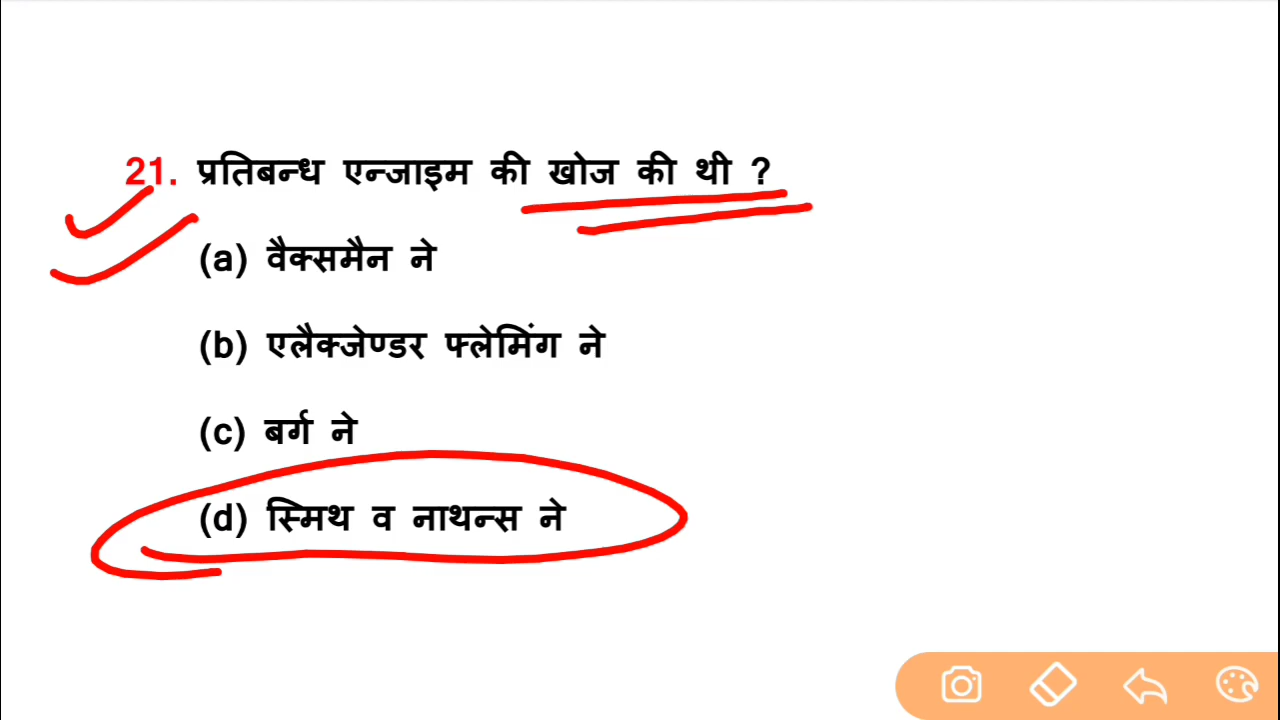 21. प्रतिबन्ध एन्जाइम की खोज की थी ?
(a) वैक्समैन ने
(b) एलैक्जेण्डर फ्लेमिंग ने
(c) बर्ग ने
(d) स्मिथ व नाथन्स ने